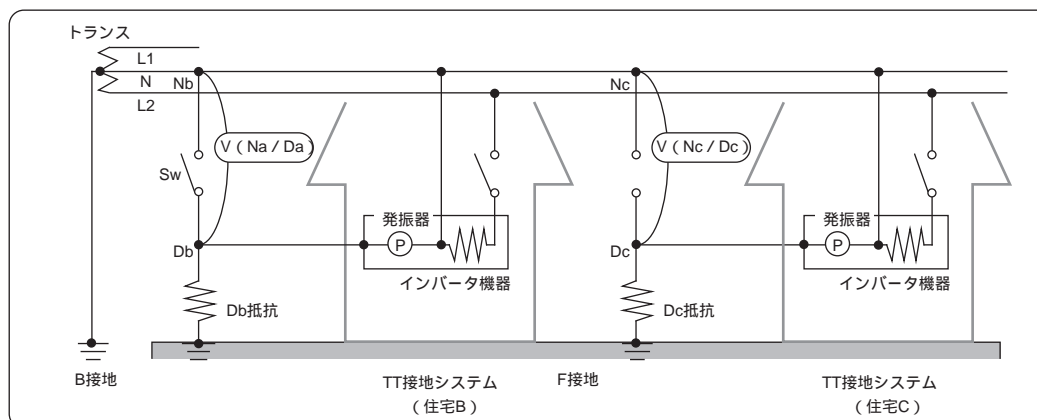 トランス
L1
N
Nb
L2
Nc
V（Na / Da）
V（Nc / Dc）
Sw
発振器
発振器
Db
P
Dc
P
インバータ機器
インバータ機器
Db抵抗
Dc抵抗
B接地
TT接地システム
（住宅B）
F接地
TT接地システム
（住宅C）